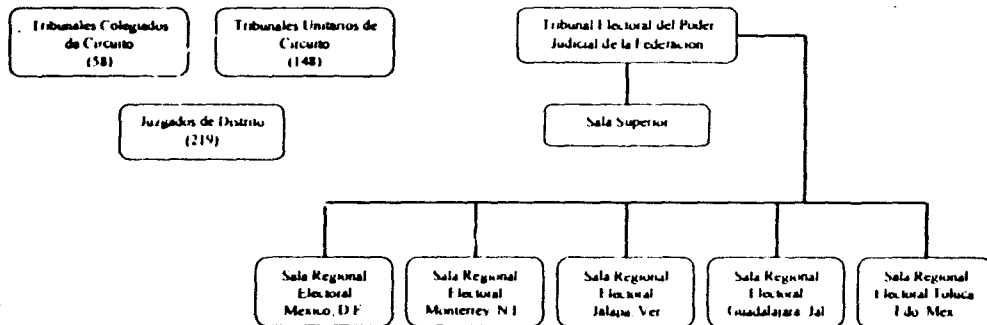 Tribunales Colegiados
de Circuito
(58)
Tribunales Unitarios de
Circuito
(148)
Tribunal Electoral del Poder
Judicial de la Federacion
Juzgados de Distrito
(219)
Sala Superior
Sala Regional
Electoral
Mexico, D F
Sala Regional
Electoral
Monterrey, N L
Sala Regional
Electoral
Jalapa, Ver
Sala Regional
Electoral
Guadalajara, Jal
Sala Regional
Electoral Toluca
Edo. Mex